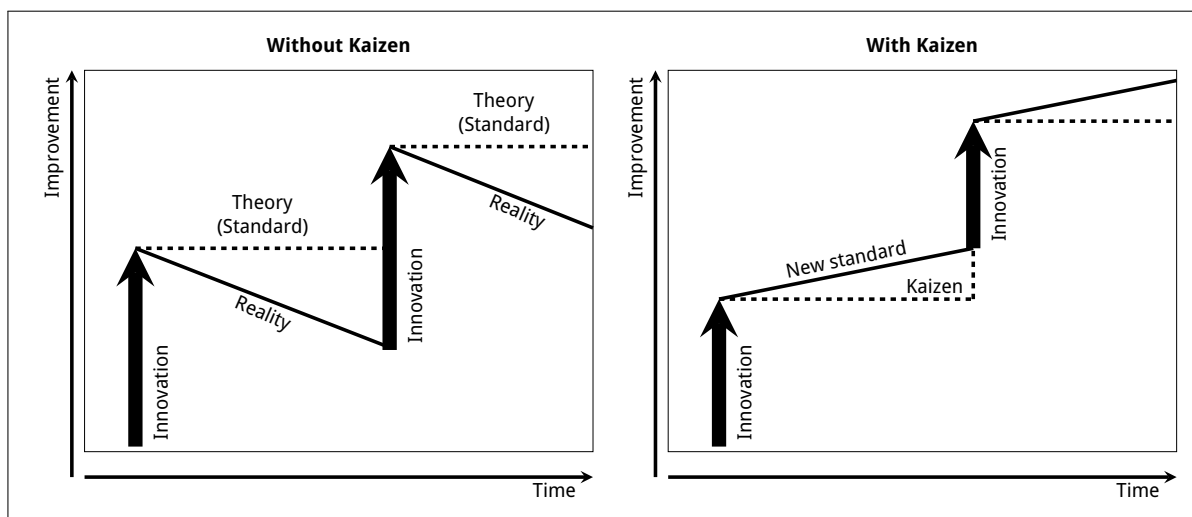 Without Kaizen
Improvement
Theory
(Standard)
Reality
Innovation
Theory
(Standard)
Reality
Innovation
Time
With Kaizen
Improvement
New standard
Kaizen
Innovation
Innovation
Time